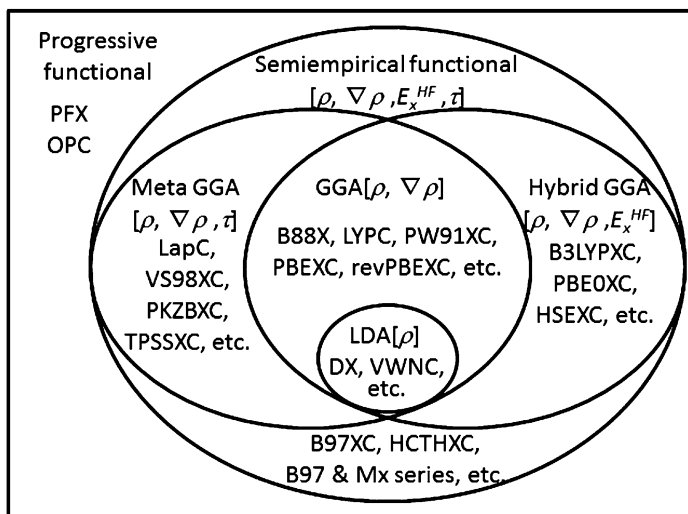 Progressive
functional
PFX
OPC
Semiempirical functional
[ρ, ∇ρ, E_x^HF, τ]
Meta GGA
[ρ, ∇ρ, τ]
LapC,
VS98XC,
PKZBXC,
TPSSXC, etc.
GGA[ρ, ∇ρ]
B88X, LYPC, PW91XC,
PBEXC, revPBEXC, etc.
LDA[ρ]
DX, VWNC,
etc.
Hybrid GGA
[ρ, ∇ρ, E_x^HF]
B3LYPXC,
PBE0XC,
HSEXC, etc.
B97XC, HCTHXC,
B97 & Mx series, etc.